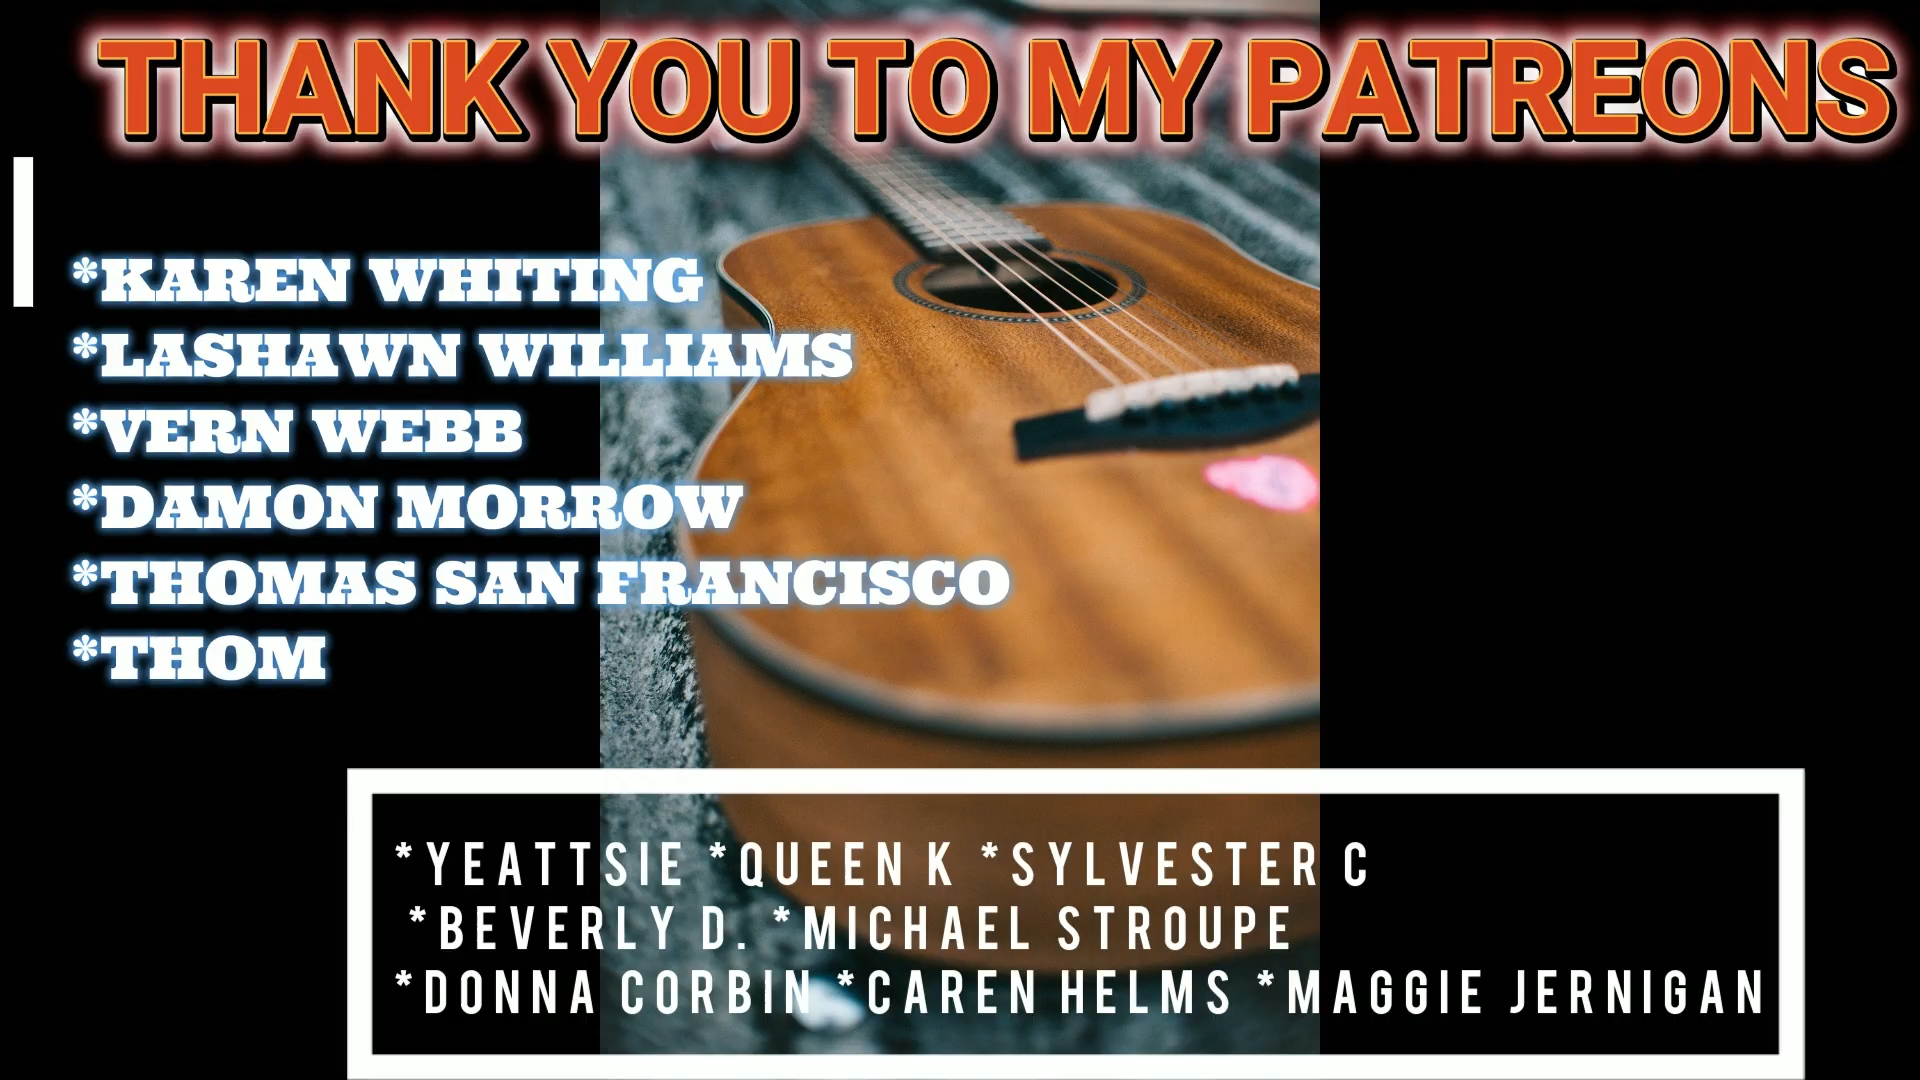 THANK YOU TO MY PATREONS
*KAREN WHITING
*LASHAWN WILLIAMS
*VERN WEBB
*DAMON MORROW
*THOMAS SAN FRANCISCO
*THOM
*YEATTSIE *QUEEN K *SYLVESTER C
*BEVERLY D. *MICHAEL STROUPE
*DONNA CORBIN *CAREN HELMS *MAGGIE JERNIGAN